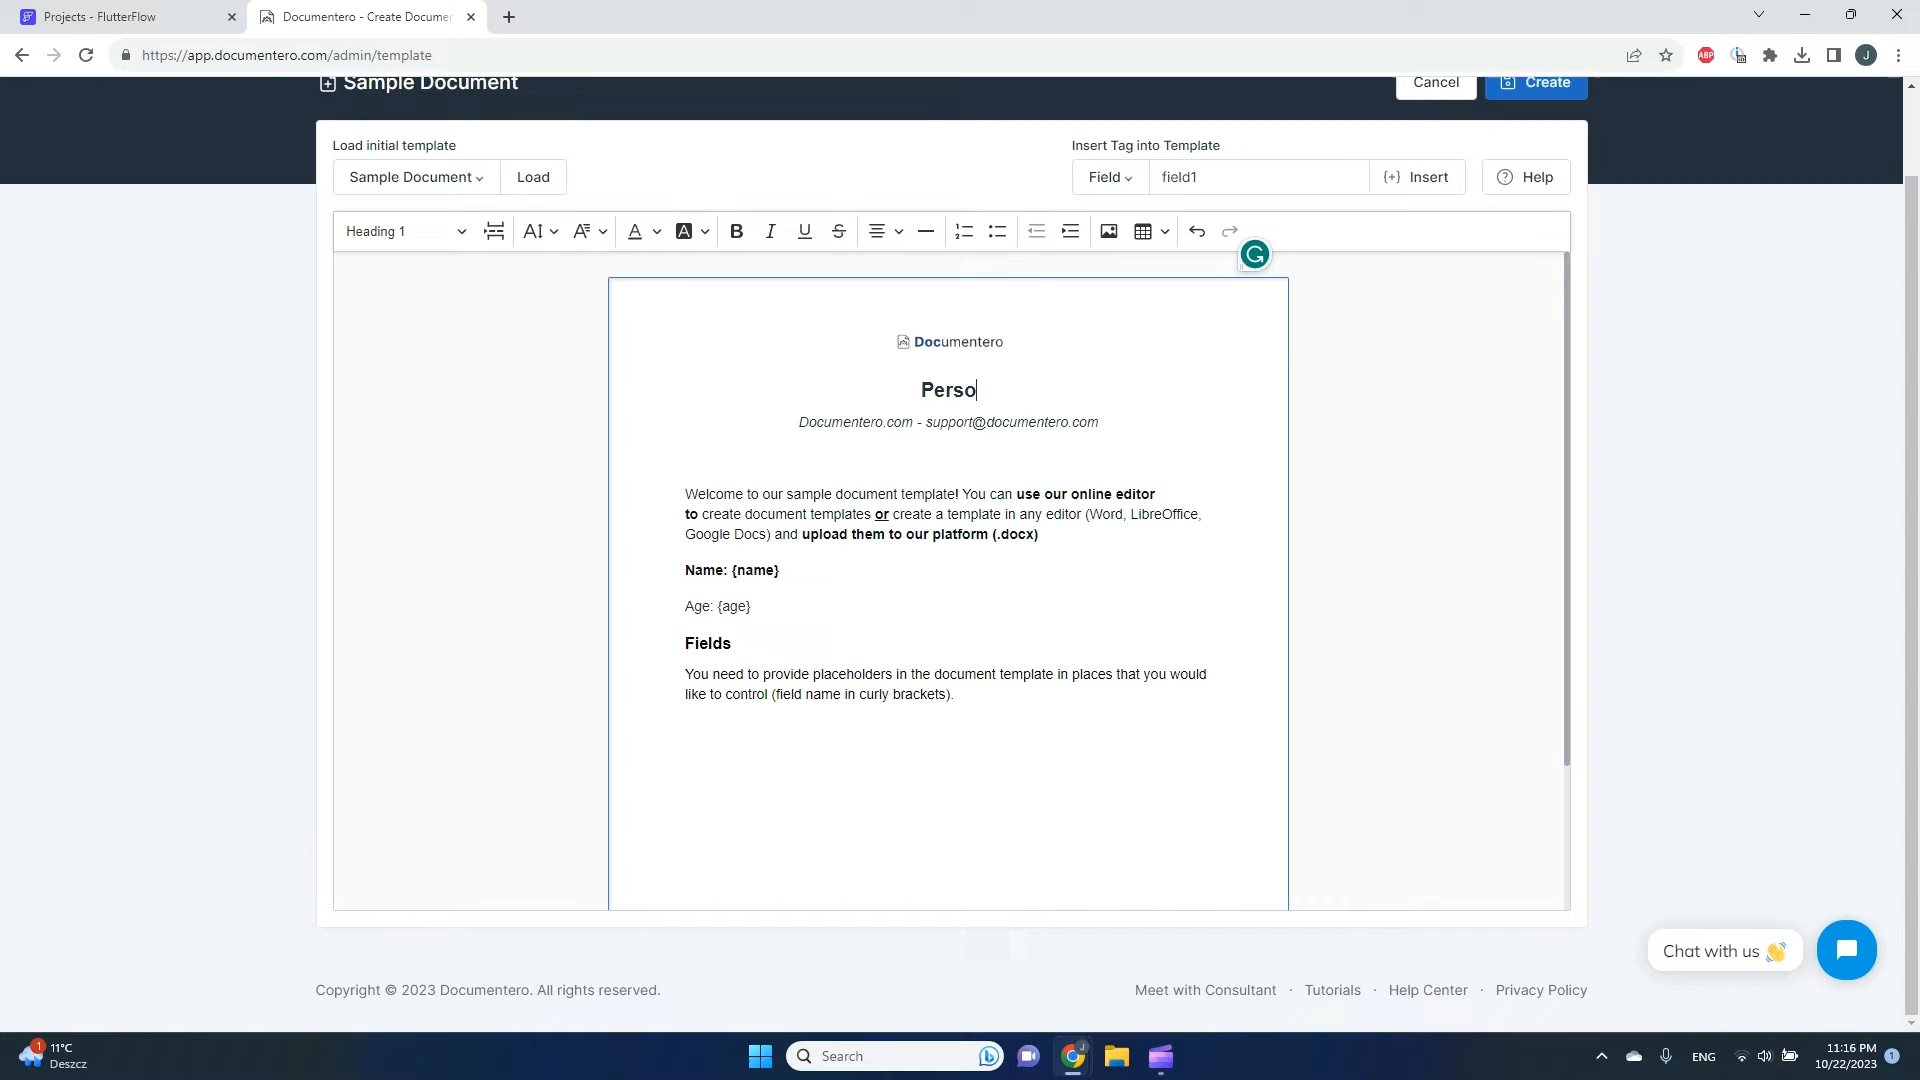 Projects - FlutterFlow
Documentero - Create Documer
https://app.documentero.com/admin/template
ABP
J
Sample Document
Cancel
Create
Load initial template
Insert Tag into Template
Sample Document
Load
Field
field1
{+} Insert
Help
Heading 1
Documentero
Perso
Documentero.com - support@documentero.com
Welcome to our sample document template! You can use our online editor
to create document templates or create a template in any editor (Word, LibreOffice,
Google Docs) and upload them to our platform (.docx)
Name: {name}
Age: {age}
Fields
You need to provide placeholders in the document template in places that you would
like to control (field name in curly brackets).
Chat with us 👋
Copyright © 2023 Documentero. All rights reserved.
Meet with Consultant · Tutorials · Help Center · Privacy Policy
1
11°C
Deszcz
Search
J
ENG
11:16 PM
10/22/2023
1